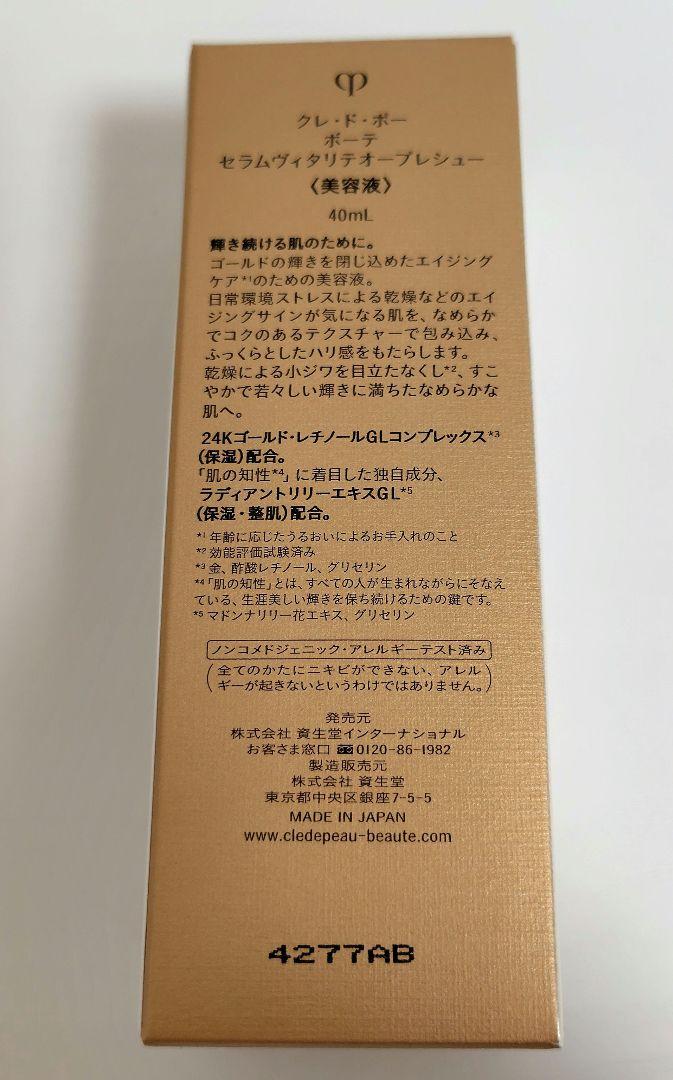 クレ・ド・ポー
ボーテ
セラムヴィタリテオープレシュー
〈美容液〉
40mL
輝き続ける肌のために。
ゴールドの輝きを閉じ込めたエイジング
ケア*1のための美容液。
日常環境ストレスによる乾燥などのエイ
ジングサインが気になる肌を、なめらか
でコクのあるテクスチャーで包み込み、
ふっくらとしたハリ感をもたらします。
乾燥による小ジワを目立たなくし*2、すこ
やかで若々しい輝きに満ちたなめらかな
肌へ。
24Kゴールド・レチノールGLコンプレックス*3
(保湿)配合。
「肌の知性*4」に着目した独自成分、
ラディアントリリーエキスGL*5
(保湿・整肌)配合。
*1 年齢に応じたうるおいによるお手入れのこと
*2 効能評価試験済み
*3 金、酢酸レチノール、グリセリン
*4「肌の知性」とは、すべての人が生まれながらにそなえ
ている、生涯美しい輝きを保ち続けるための鍵です。
*5 マドンナリリー花エキス、グリセリン
ノンコメドジェニック・アレルギーテスト済み
(全てのかたにニキビができない、アレル
ギーが起きないというわけではありません。)
発売元
株式会社 資生堂インターナショナル
お客さま窓口 0120-86-1982
製造販売元
株式会社 資生堂
東京都中央区銀座7-5-5
MADE IN JAPAN
www.cledepeau-beaute.com
4277AB